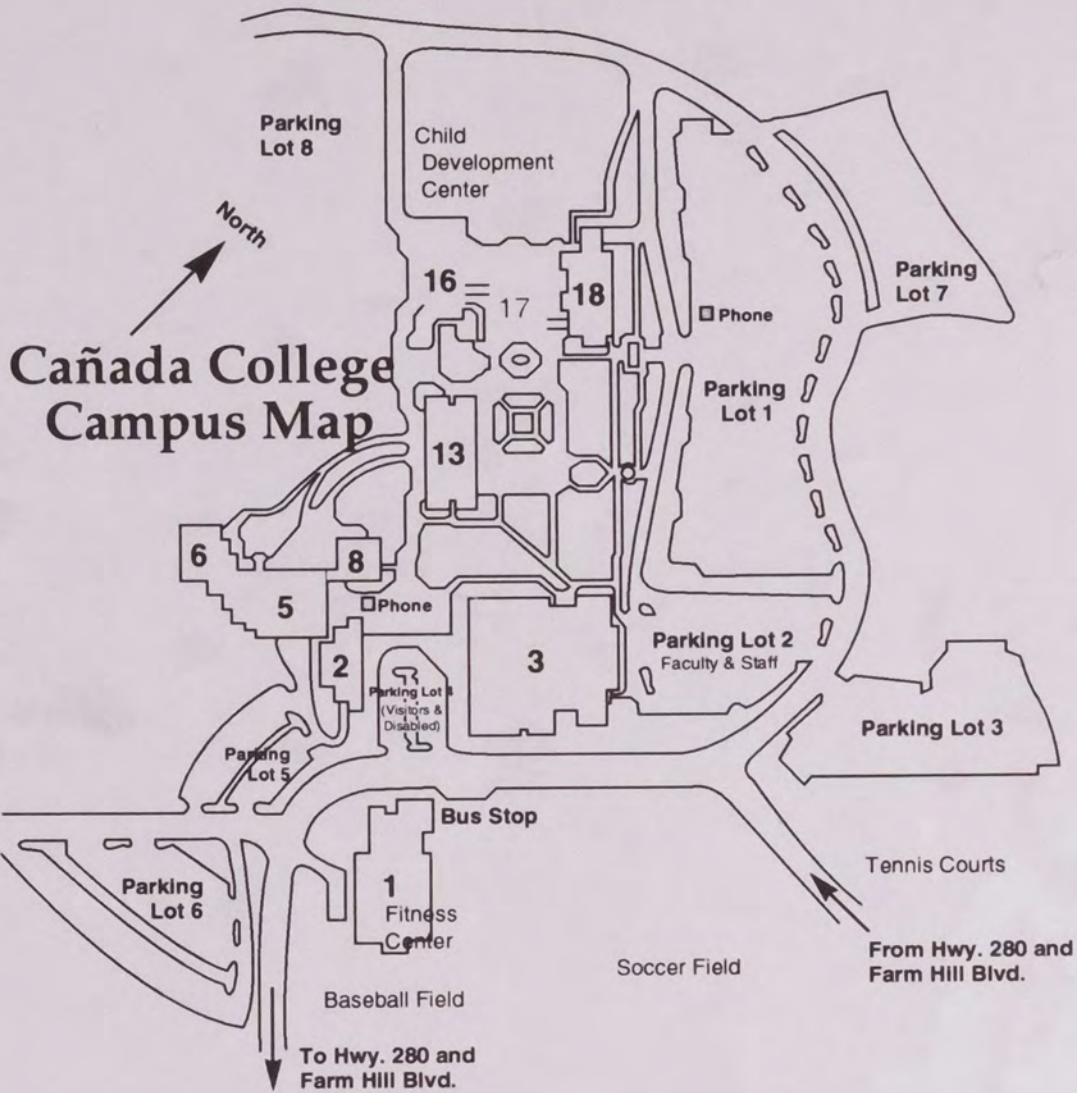 Parking
Lot 8
Child
Development
Center
North
16
17
18
Parking
Lot 7
Phone
Cañada College
Campus Map
Parking
Lot 1
13
6
8
5
Phone
2
3
Parking Lot 2
Faculty & Staff
Parking Lot 4
(Visitors &
Disabled)
Parking Lot 3
Parking
Lot 5
Bus Stop
Tennis Courts
Parking
Lot 6
1
Fitness
Center
From Hwy. 280 and
Farm Hill Blvd.
Soccer Field
Baseball Field
To Hwy. 280 and
Farm Hill Blvd.